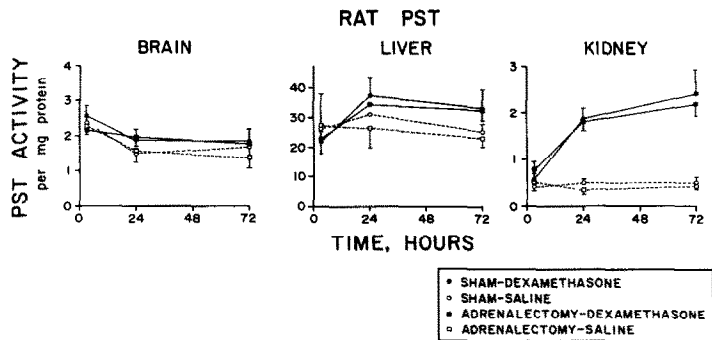 RAT PST
BRAIN
LIVER
KIDNEY
PST ACTIVITY
per mg protein
4
3
2
1
0
0
24
48
72
40
30
20
10
0
0
24
48
72
3
2
1
0
0
24
48
72
TIME, HOURS
SHAM-DEXAMETHASONE
SHAM-SALINE
ADRENALECTOMY-DEXAMETHASONE
ADRENALECTOMY-SALINE